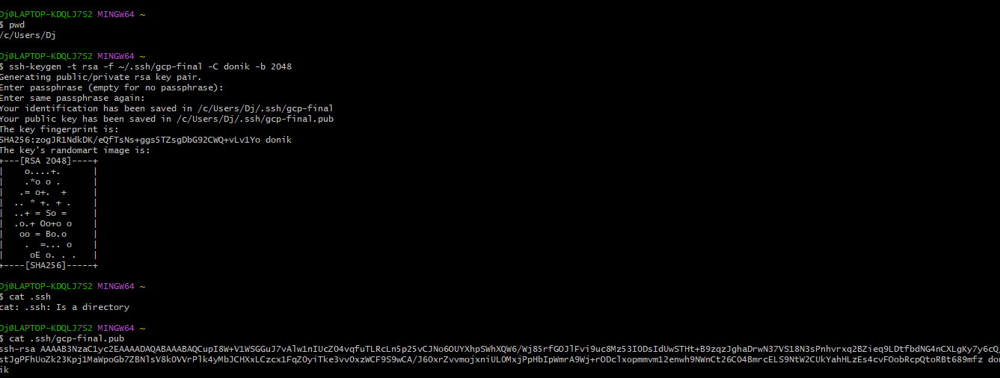 Dj@LAPTOP-KDQLJ7S2 MINGW64 ~
$ pwd
/c/Users/Dj
Dj@LAPTOP-KDQLJ7S2 MINGW64 ~
$ ssh-keygen -t rsa -f ~/.ssh/gcp-final -C donik -b 2048
Generating public/private rsa key pair.
Enter passphrase (empty for no passphrase):
Enter same passphrase again:
Your identification has been saved in /c/Users/Dj/.ssh/gcp-final
Your public key has been saved in /c/Users/Dj/.ssh/gcp-final.pub
The key fingerprint is:
SHA256:zogJR1NdkDK/eQfTsNs+ggs5TZsgDbG92CWQ+vLv1Yo donik
The key's randomart image is:
+---[RSA 2048]----+
|    o....+.      |
|    .*o o .      |
|   .= o+.  +     |
|  .. * +. + .    |
|  ..+ = So =     |
|  .o.+ Oo+o o    |
|   oo = Bo.o     |
|    .  =... o    |
|     oE o. . .   |
+----[SHA256]-----+
Dj@LAPTOP-KDQLJ7S2 MINGW64 ~
$ cat .ssh
cat: .ssh: Is a directory
Dj@LAPTOP-KDQLJ7S2 MINGW64 ~
$ cat .ssh/gcp-final.pub
ssh-rsa AAAAB3NzaC1yc2EAAAADAQABAAABAQCupI8W+V1WSGGuJ7vAlw1nIUcZO4vqfuTLRcLn5p25vCJNo6OUYXhpSWhXQW6/Wj85rfGOJlFvi9uc8Mz53IODsIdUwSTHt+B9zqzJghaDrwN37VS18N3sPnhvrxq2BZieq9LDtfbdNG4nCXLgKy7y6cQ/
stJgPFhUoZk23Kpj1MaWpoGb7ZBNlsV8kOVVrPlk4yMbJCHXxLCzcx1FqZOyiTke3vvOxzWCF9S9wCA/J6OxrZvvmojxniULOMxjPpHbIpWmrA9Wj+rODclxopmmvm12enwh9NWnCt26CO4BmrcELS9NtW2CUkYahHLzEs4cvFOobRcpQtoRBt689mfz don
ik